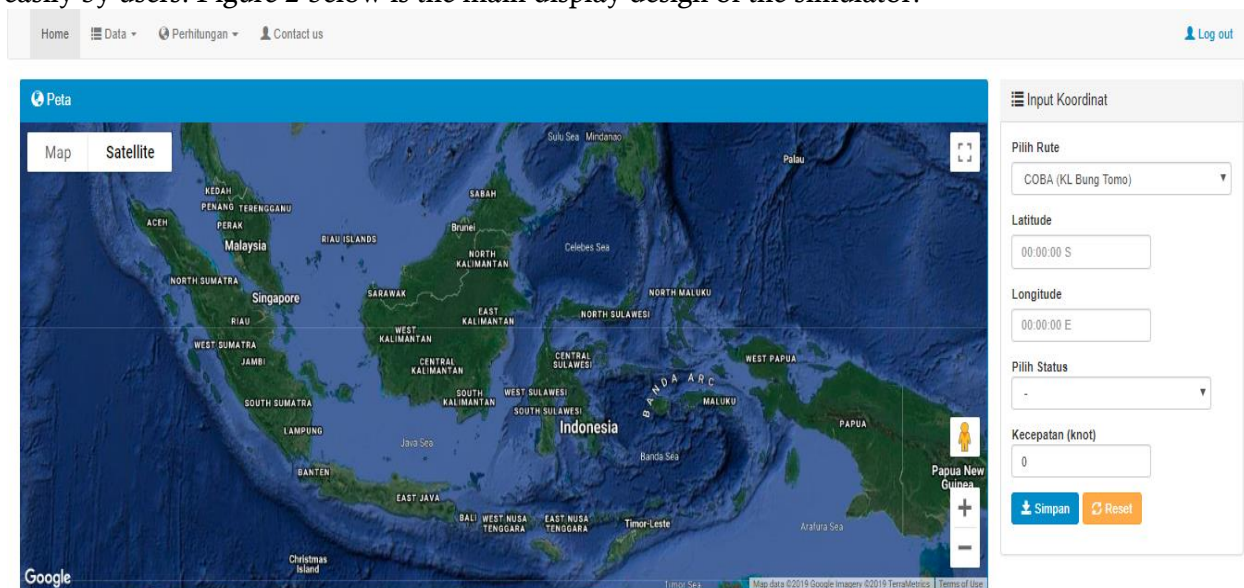 easily by users. Figure 2 below is the main display design of the simulator.
Home Data Perhitungan Contact us Log out
Peta
Map Satellite
Sulu Sea Mindanao
Palau
KEDAH
PENANG TERENGGANU
SABAH
ACEH
PERAK
Brunei
Malaysia
RIAU ISLANDS
Celebes Sea
NORTH
KALIMANTAN
NORTH SUMATRA
Singapore
SARAWAK
NORTH MALUKU
RIAU
EAST
KALIMANTAN
NORTH SULAWESI
WEST
KALIMANTAN
WEST SUMATRA
JAMBI
CENTRAL
KALIMANTAN
CENTRAL
SULAWESI
WEST PAPUA
BANDA ARC
SOUTH SUMATRA
SOUTH
KALIMANTAN
WEST SULAWESI
SOUTH SULAWESI
MALUKU
LAMPUNG
Java Sea
Indonesia
PAPUA
BANTEN
Banda Sea
Papua New
Guinea
EAST JAVA
BALI
WEST NUSA
TENGGARA
EAST NUSA
TENGGARA
Timor-Leste
Arafura Sea
Christmas
Island
Google
Timor Sea
Map data ©2019 Google Imagery ©2019 TerraMetrics
Terms of Use
Input Koordinat
Pilih Rute
COBA (KL Bung Tomo)
Latitude
00:00:00 S
Longitude
00:00:00 E
Pilih Status
-
Kecepatan (knot)
0
Simpan Reset